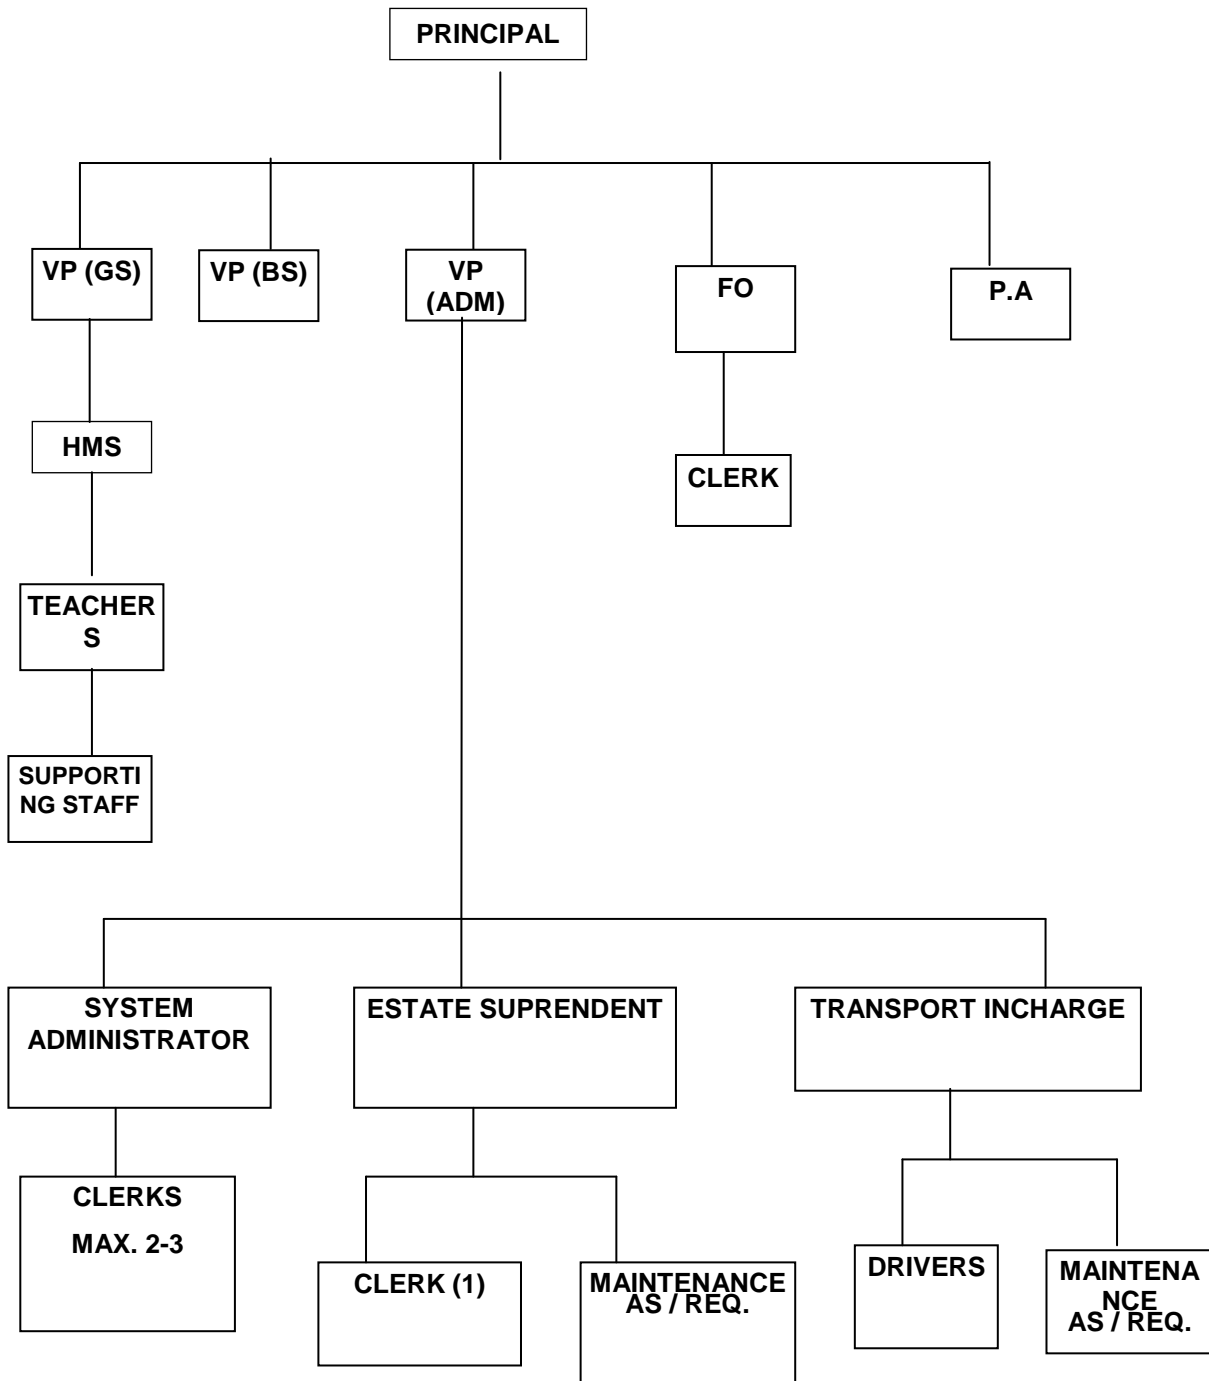 PRINCIPAL
VP (GS)
VP (BS)
VP
(ADM)
FO
P.A
HMS
CLERK
TEACHER
S
SUPPORTI
NG STAFF
SYSTEM
ADMINISTRATOR
ESTATE SUPRENDENT
TRANSPORT INCHARGE
CLERKS
MAX. 2-3
CLERK (1)
MAINTENANCE
AS / REQ.
DRIVERS
MAINTENA
NCE
AS / REQ.